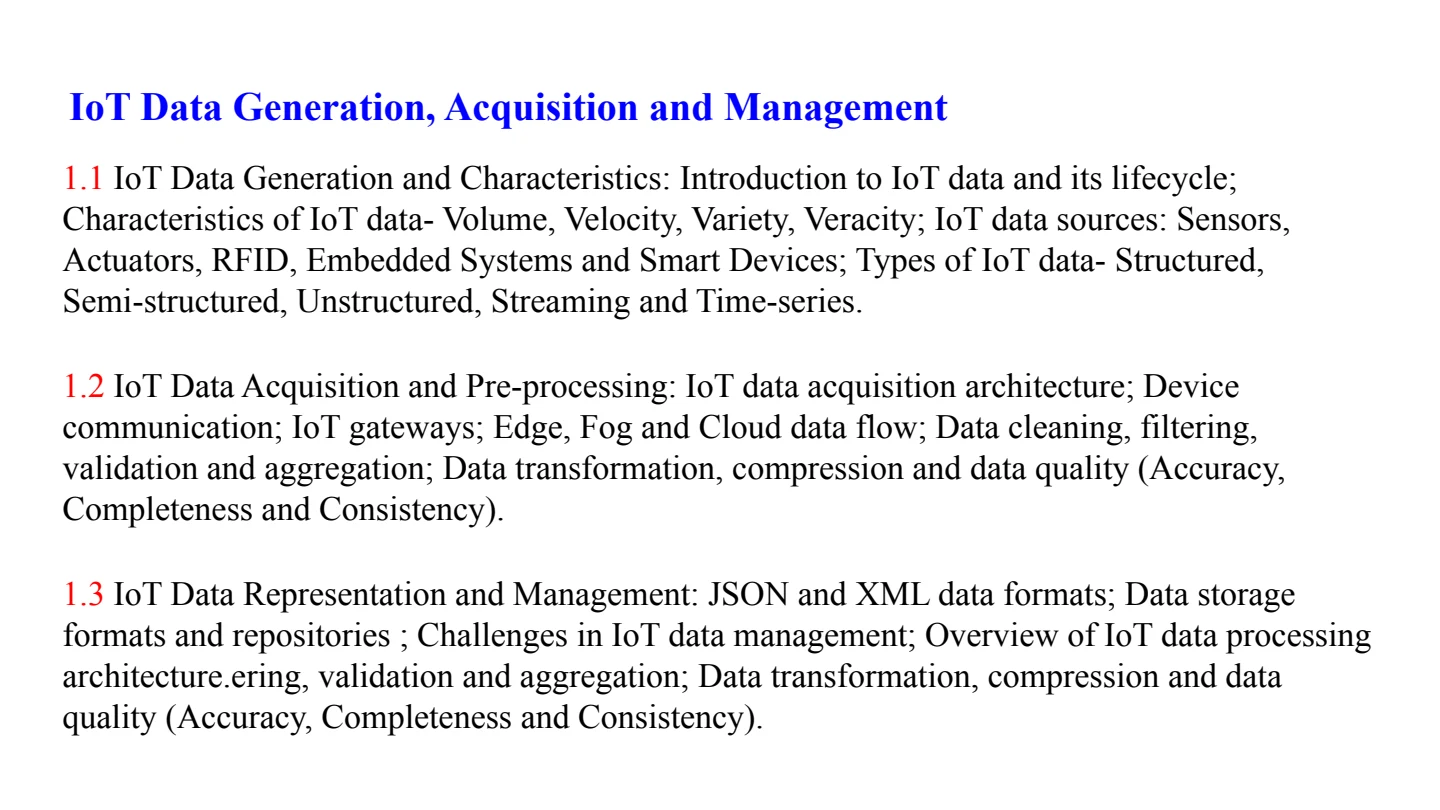 IoT Data Generation, Acquisition and Management
1.1 IoT Data Generation and Characteristics: Introduction to IoT data and its lifecycle;
Characteristics of IoT data- Volume, Velocity, Variety, Veracity; IoT data sources: Sensors,
Actuators, RFID, Embedded Systems and Smart Devices; Types of IoT data- Structured,
Semi-structured, Unstructured, Streaming and Time-series.
1.2 IoT Data Acquisition and Pre-processing: IoT data acquisition architecture; Device
communication; IoT gateways; Edge, Fog and Cloud data flow; Data cleaning, filtering,
validation and aggregation; Data transformation, compression and data quality (Accuracy,
Completeness and Consistency).
1.3 IoT Data Representation and Management: JSON and XML data formats; Data storage
formats and repositories ; Challenges in IoT data management; Overview of IoT data processing
architecture.ering, validation and aggregation; Data transformation, compression and data
quality (Accuracy, Completeness and Consistency).